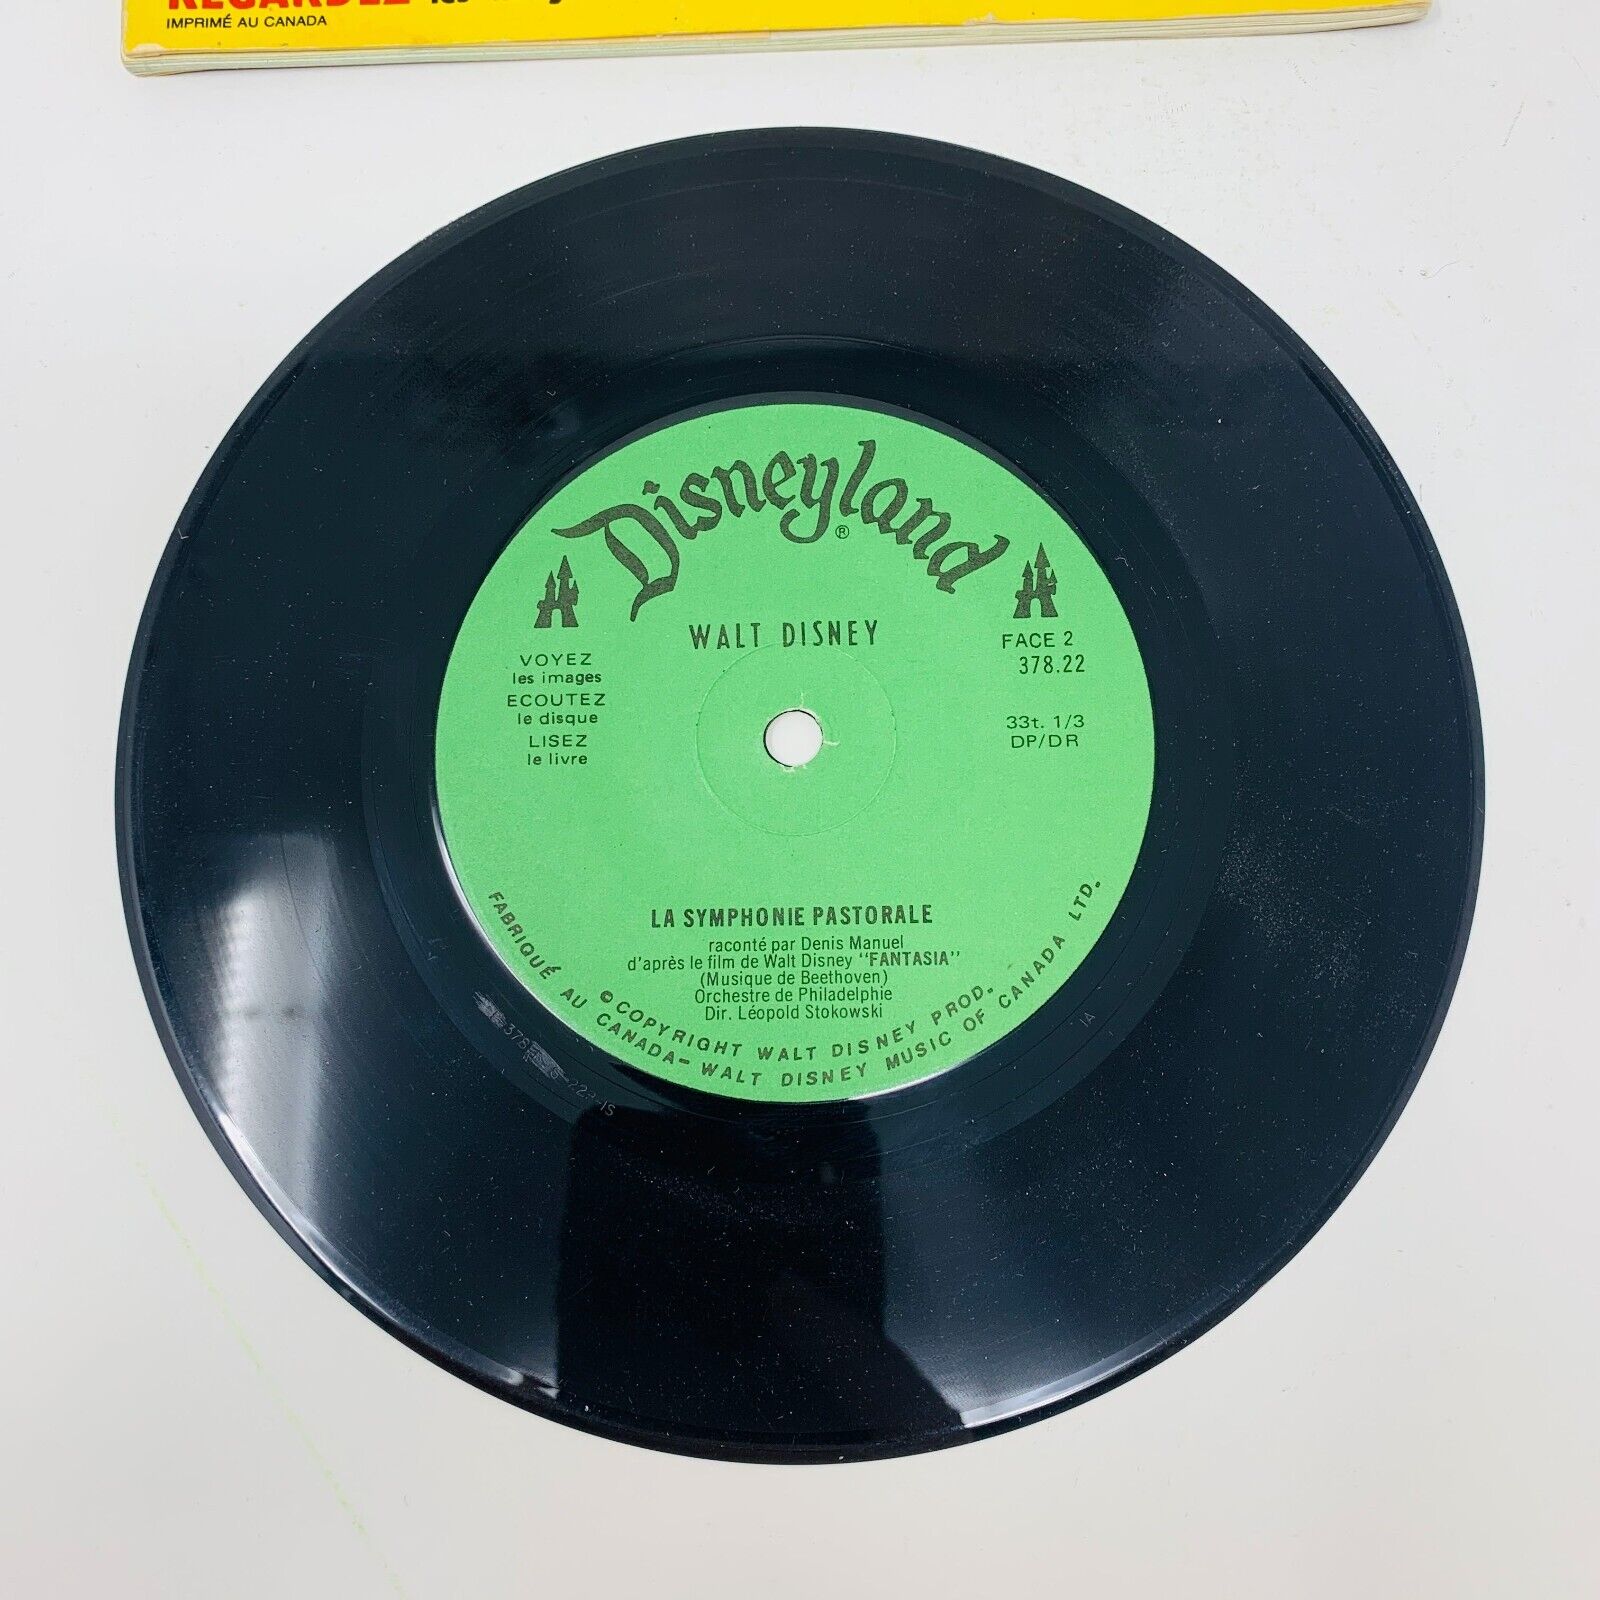 REGARDEZ les
IMPRIMÉ AU CANADA
Disneyland®
WALT DISNEY
FACE 2
378.22
VOYEZ
les images
ECOUTEZ
le disque
LISEZ
le livre
33t. 1/3
DP/DR
LA SYMPHONIE PASTORALE
raconté par Denis Manuel
d'après le film de Walt Disney "FANTASIA"
(Musique de Beethoven)
Orchestre de Philadelphie
Dir. Léopold Stokowski
©COPYRIGHT WALT DISNEY PROD.
FABRIQUÉ AU CANADA- WALT DISNEY MUSIC OF CANADA LTD.
1A